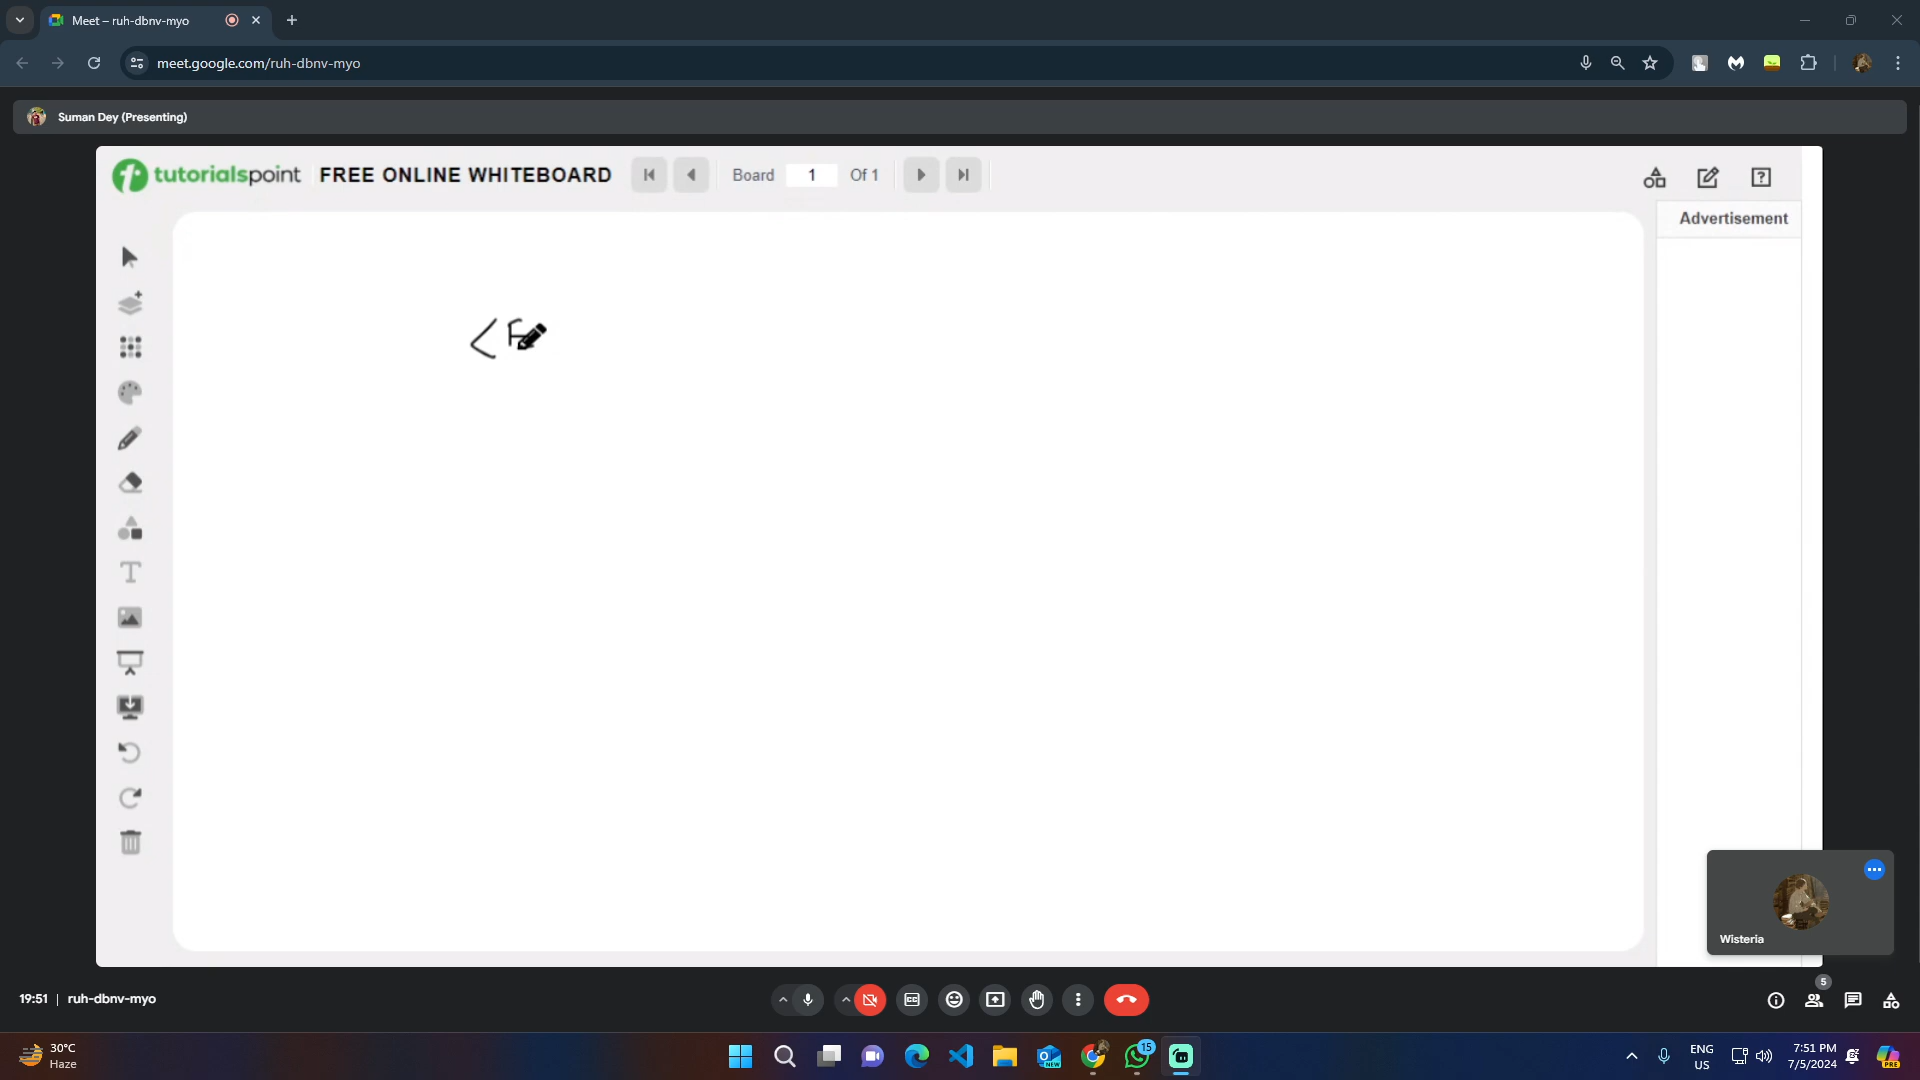 Meet – ruh-dbnv-myo
meet.google.com/ruh-dbnv-myo
Suman Dey (Presenting)
tutorialspoint FREE ONLINE WHITEBOARD Board 1 Of 1
Advertisement
<
Wisteria
5
19:51 | ruh-dbnv-myo
30°C
Haze
15
NEW
ENG
US
7:51 PM
7/5/2024
PRE